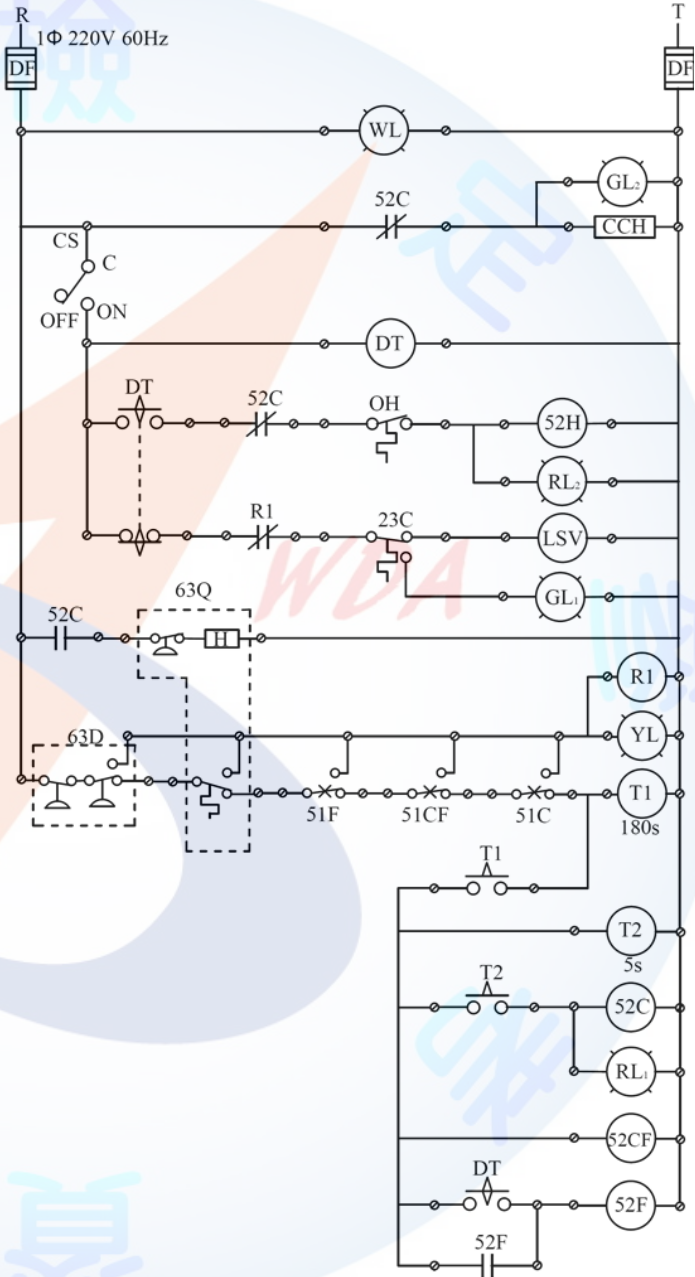 R
T
1Φ 220V 60Hz
DF
DF
WL
GL₂
52C
CCH
CS
C
OFF
ON
DT
DT
52C
OH
52H
RL₂
R1
23C
LSV
GL₁
63Q
52C
H
R1
63D
YL
T1
180s
51F
51CF
51C
T1
T2
5s
T2
52C
RL₁
52CF
DT
52F
52F
WDA